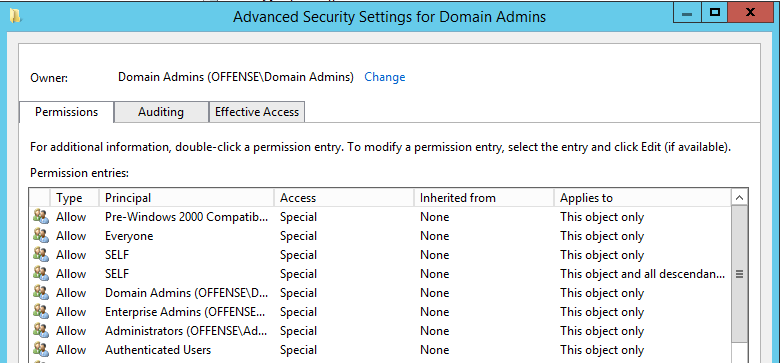 Advanced Security Settings for Domain Admins
Owner: Domain Admins (OFFENSE\Domain Admins) Change
Permissions Auditing Effective Access
For additional information, double-click a permission entry. To modify a permission entry, select the entry and click Edit (if available).
Permission entries:
Type Principal Access Inherited from Applies to
Allow Pre-Windows 2000 Compatib... Special None This object only
Allow Everyone Special None This object only
Allow SELF Special None This object only
Allow SELF Special None This object and all descendan...
Allow Domain Admins (OFFENSE\D... Special None This object only
Allow Enterprise Admins (OFFENSE... Special None This object only
Allow Administrators (OFFENSE\Ad... Special None This object only
Allow Authenticated Users Special None This object only